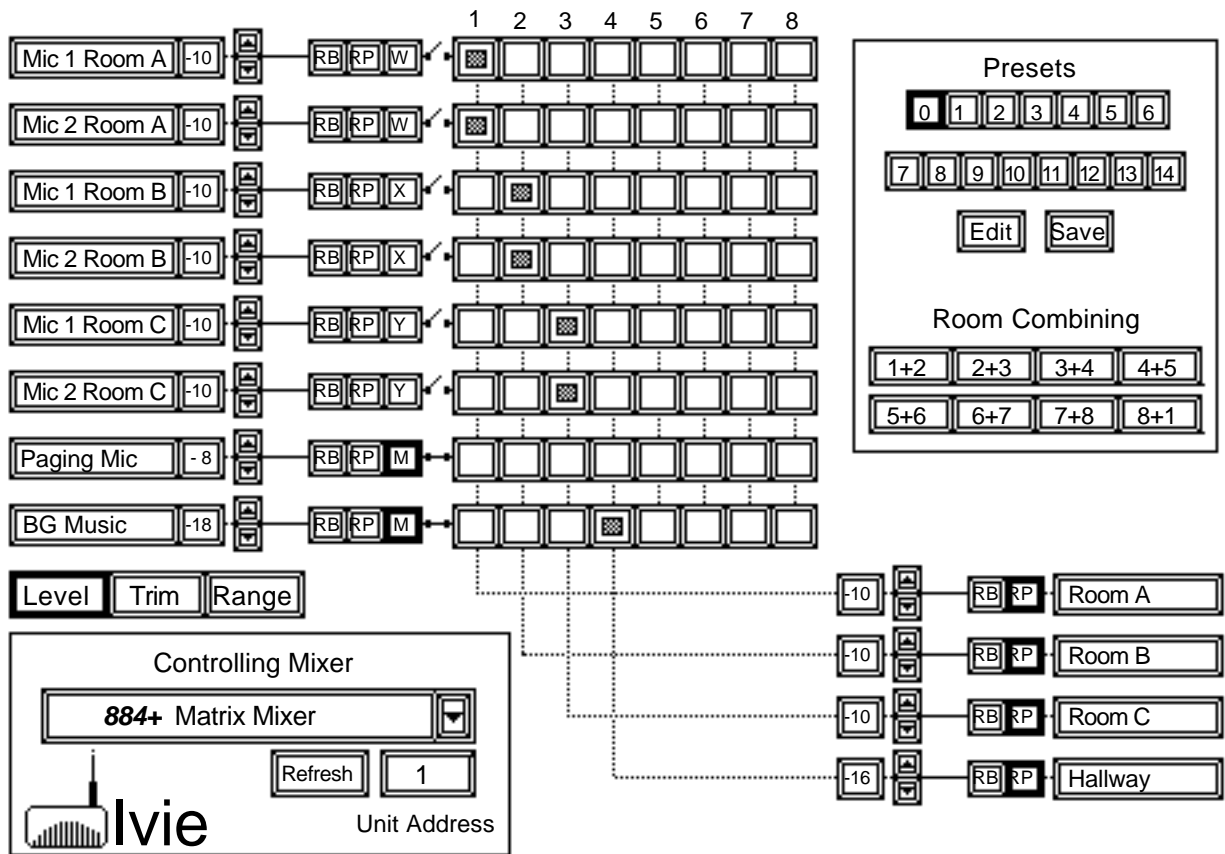 1 2 3 4 5 6 7 8
Mic 1 Room A -10 RB RP W
Mic 2 Room A -10 RB RP W
Mic 1 Room B -10 RB RP X
Mic 2 Room B -10 RB RP X
Mic 1 Room C -10 RB RP Y
Mic 2 Room C -10 RB RP Y
Paging Mic - 8 RB RP M
BG Music -18 RB RP M
Presets
0 1 2 3 4 5 6
7 8 9 10 11 12 13 14
Edit Save
Room Combining
1+2 2+3 3+4 4+5
5+6 6+7 7+8 8+1
Level Trim Range
-10 RB RP Room A
-10 RB RP Room B
-10 RB RP Room C
-16 RB RP Hallway
Controlling Mixer
884+ Matrix Mixer
Refresh 1
Ivie Unit Address